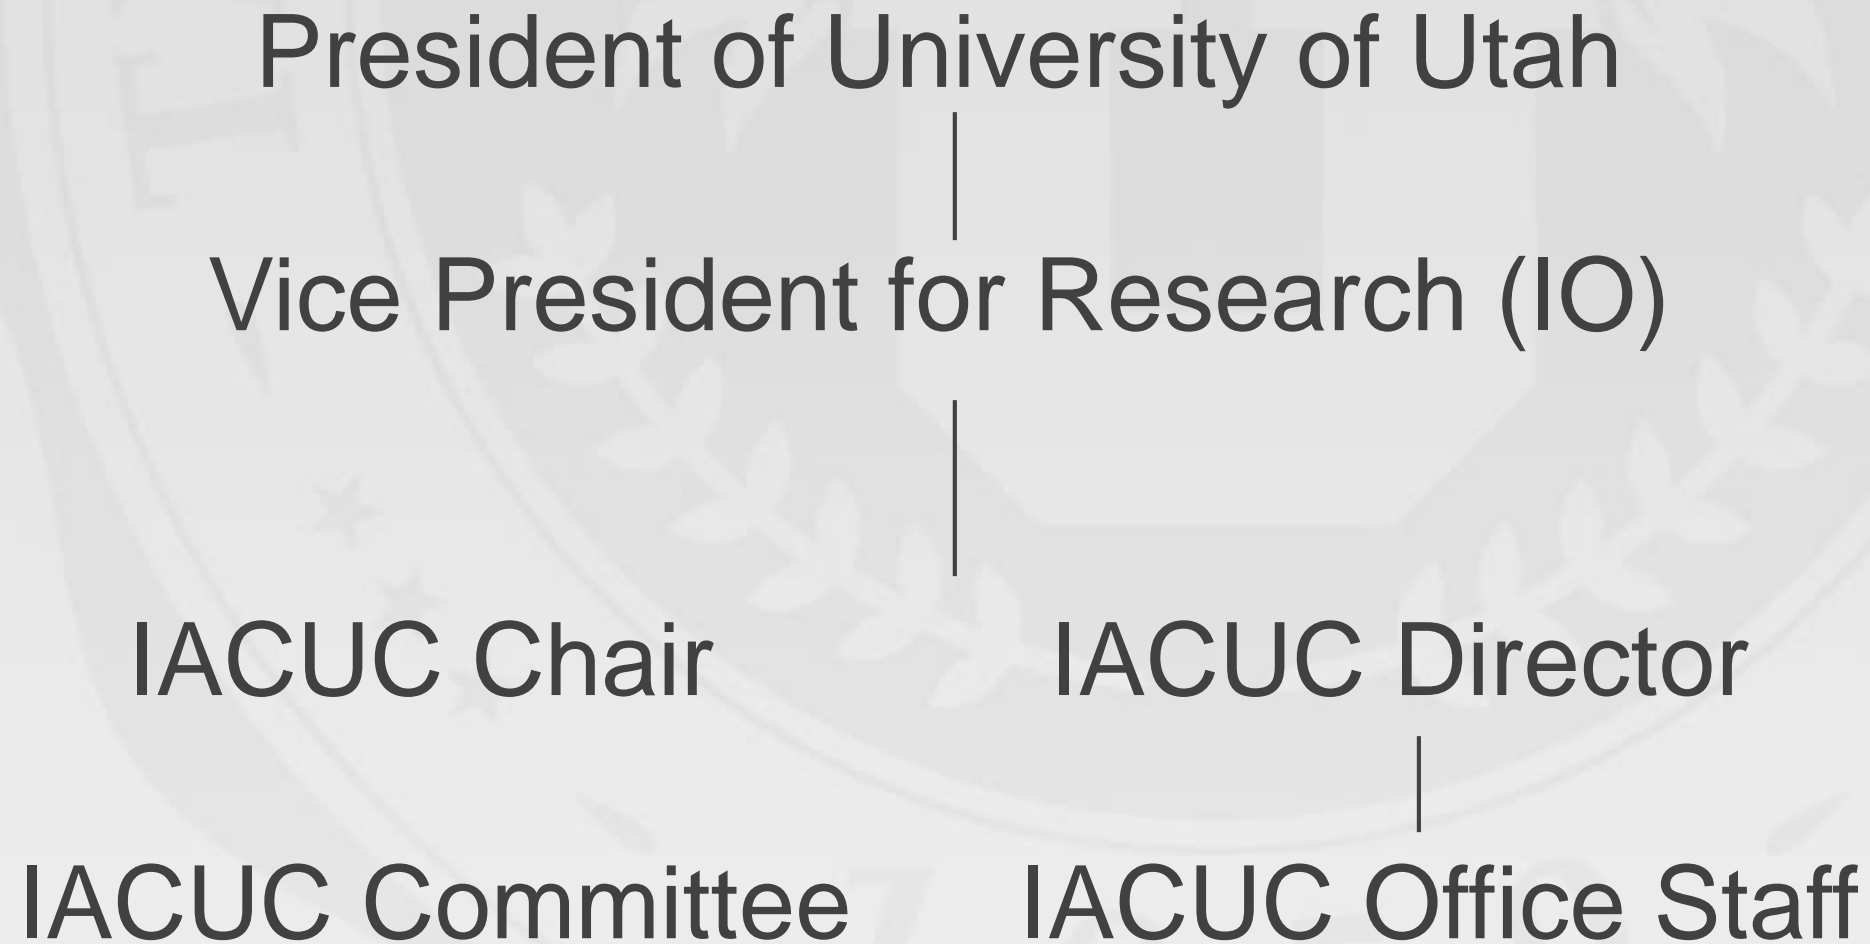 President of University of Utah
Vice President for Research (IO)
IACUC Chair
IACUC Director
IACUC Committee
IACUC Office Staff